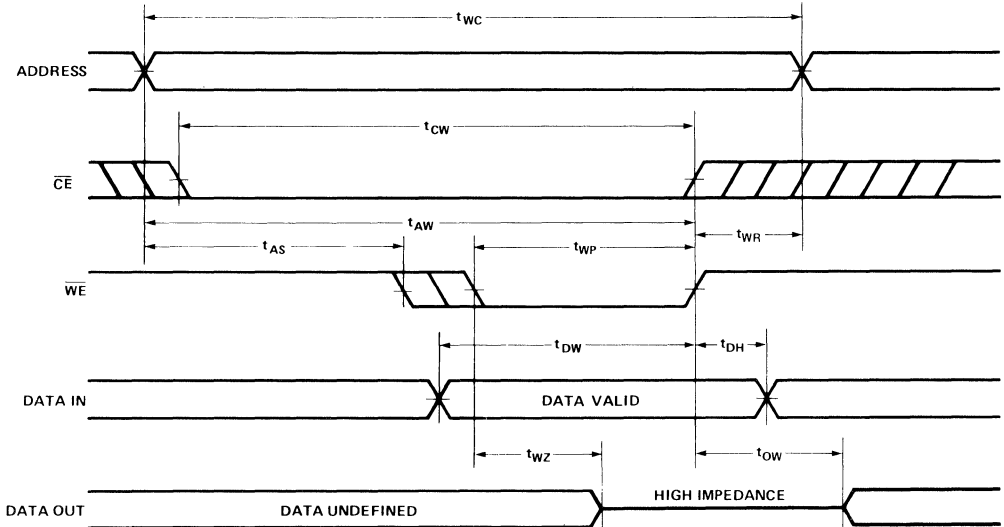 tWC
ADDRESS
tCW
CE
tAW
tWR
tAS
tWP
WE
tDW
tDH
DATA IN
DATA VALID
tWZ
tOW
HIGH IMPEDANCE
DATA OUT
DATA UNDEFINED